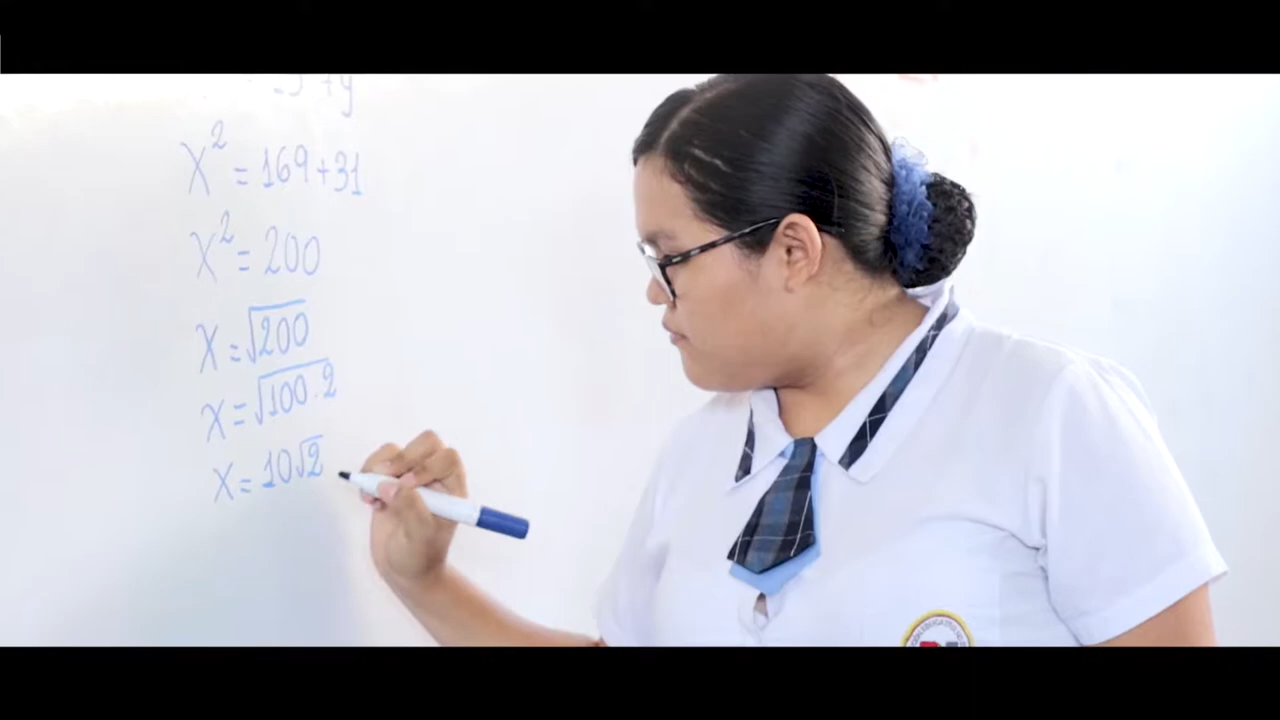 x² = 169+31
x² = 200
x = √200
x = √100.2
x = 10√2